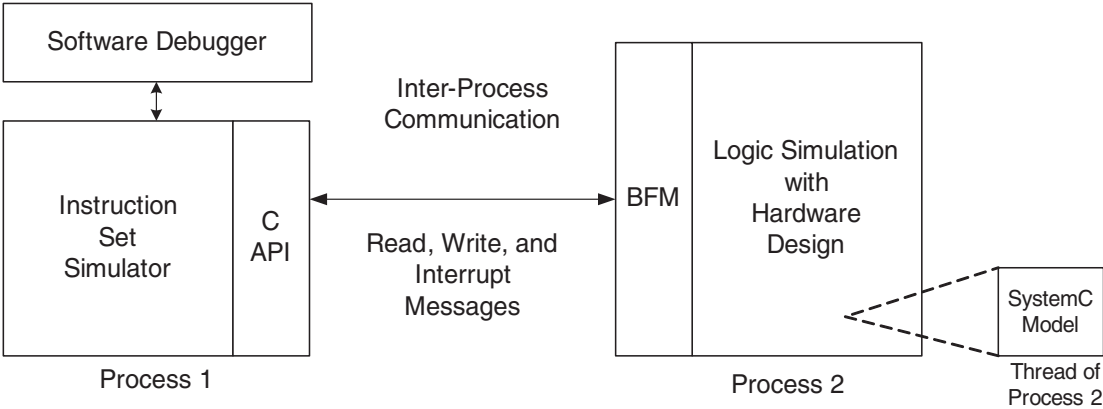 Software Debugger
Instruction
Set
Simulator
C
API
Process 1
Inter-Process
Communication
Read, Write, and
Interrupt
Messages
BFM
Logic Simulation
with
Hardware
Design
Process 2
SystemC
Model
Thread of
Process 2